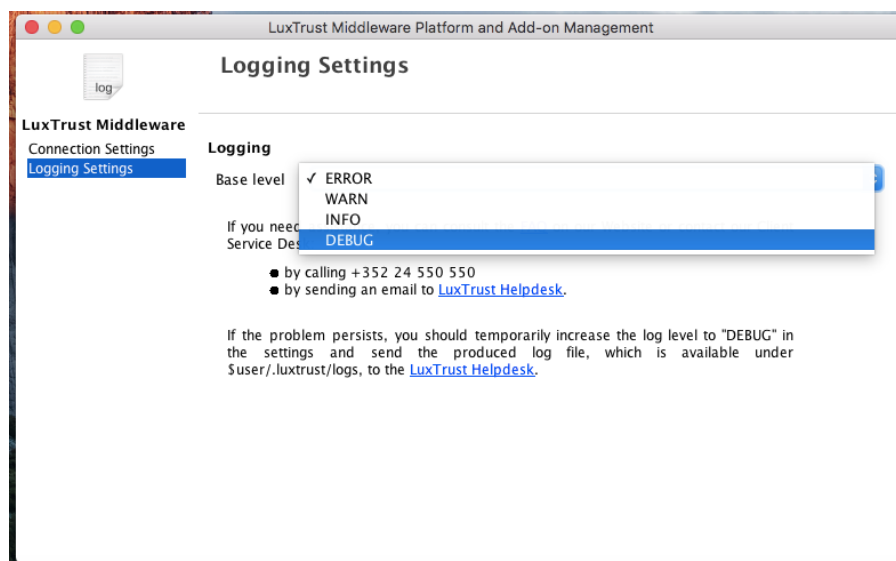 LuxTrust Middleware Platform and Add-on Management
log
Logging Settings
LuxTrust Middleware
Connection Settings
Logging Settings
Logging
Base level
✓ ERROR
WARN
INFO
DEBUG
If you need
Service Des
● by calling +352 24 550 550
● by sending an email to LuxTrust Helpdesk.
If the problem persists, you should temporarily increase the log level to "DEBUG" in
the settings and send the produced log file, which is available under
$user/.luxtrust/logs, to the LuxTrust Helpdesk.